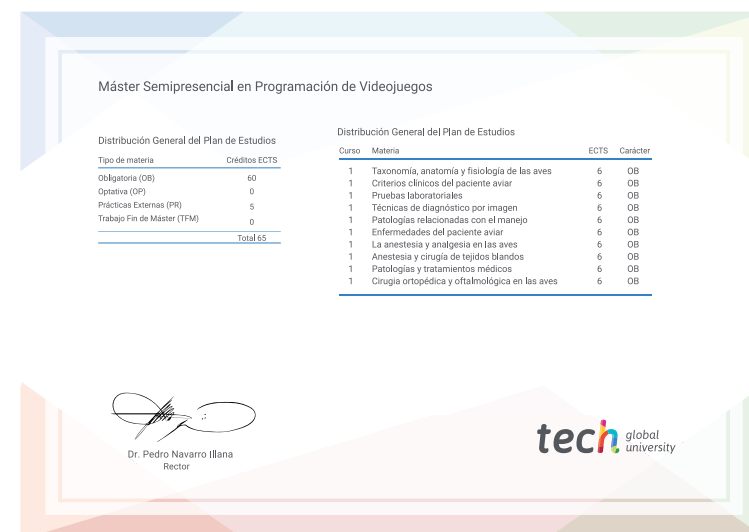 Máster Semipresencial en Programación de Videojuegos
Distribución General del Plan de Estudios
Tipo de materia Créditos ECTS
Obligatoria (OB) 60
Optativa (OP) 0
Prácticas Externas (PR) 5
Trabajo Fin de Máster (TFM) 0
Total 65
Distribución General del Plan de Estudios
Curso Materia ECTS Carácter
1 Taxonomía, anatomía y fisiología de las aves 6 OB
1 Criterios clínicos del paciente aviar 6 OB
1 Pruebas laboratoriales 6 OB
1 Técnicas de diagnóstico por imagen 6 OB
1 Patologías relacionadas con el manejo 6 OB
1 Enfermedades del paciente aviar 6 OB
1 La anestesia y analgesia en las aves 6 OB
1 Anestesia y cirugía de tejidos blandos 6 OB
1 Patologías y tratamientos médicos 6 OB
1 Cirugia ortopédica y oftalmológica en las aves 6 OB
Dr. Pedro Navarro Illana
Rector
tech global
university